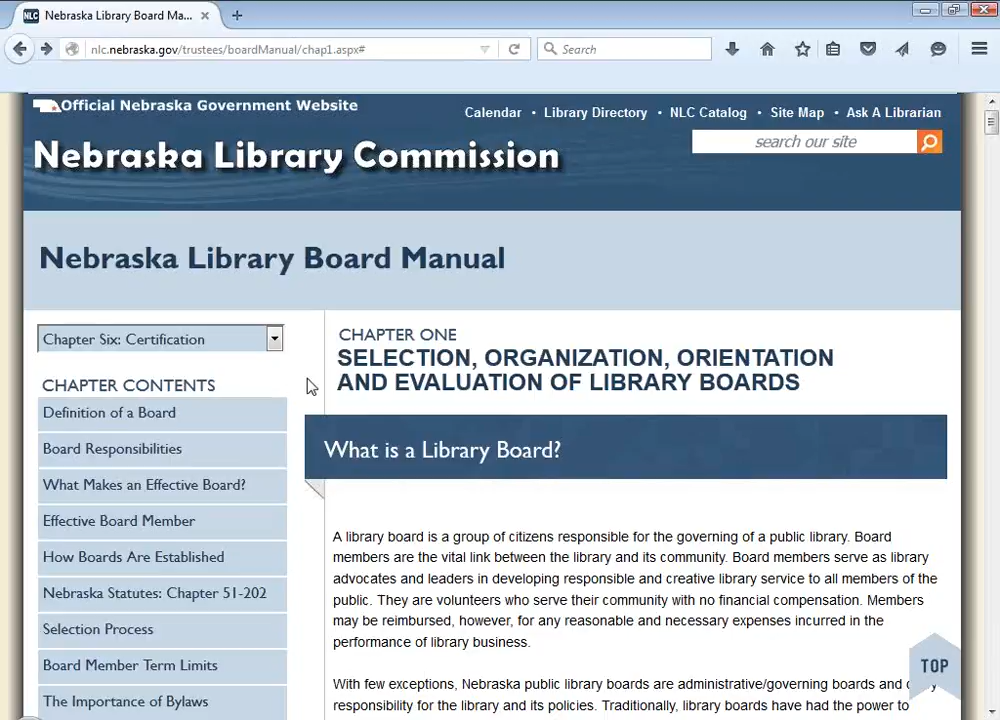 Nebraska Library Board Ma...
nlc.nebraska.gov/trustees/boardManual/chap1.aspx#
Search
Official Nebraska Government Website
Calendar • Library Directory • NLC Catalog • Site Map • Ask A Librarian
Nebraska Library Commission
search our site
Nebraska Library Board Manual
Chapter Six: Certification
CHAPTER CONTENTS
Definition of a Board
Board Responsibilities
What Makes an Effective Board?
Effective Board Member
How Boards Are Established
Nebraska Statutes: Chapter 51-202
Selection Process
Board Member Term Limits
The Importance of Bylaws
CHAPTER ONE
SELECTION, ORGANIZATION, ORIENTATION
AND EVALUATION OF LIBRARY BOARDS
What is a Library Board?
A library board is a group of citizens responsible for the governing of a public library. Board
members are the vital link between the library and its community. Board members serve as library
advocates and leaders in developing responsible and creative library service to all members of the
public. They are volunteers who serve their community with no financial compensation. Members
may be reimbursed, however, for any reasonable and necessary expenses incurred in the
performance of library business.
With few exceptions, Nebraska public library boards are administrative/governing boards and
responsibility for the library and its policies. Traditionally, library boards have had the power to
TOP